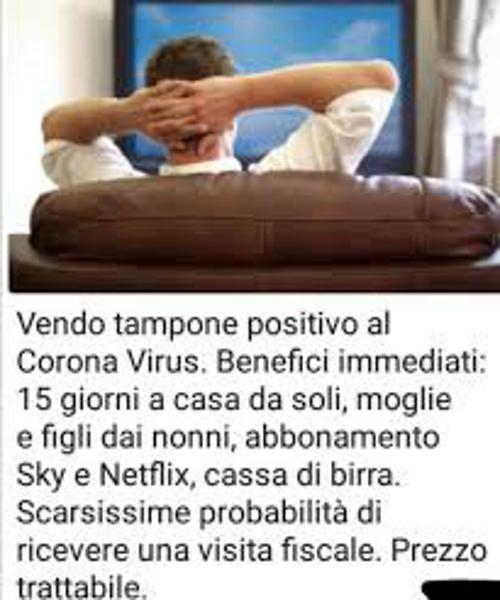 Vendo tampone positivo al
Corona Virus. Benefici immediati:
15 giorni a casa da soli, moglie
e figli dai nonni, abbonamento
Sky e Netflix, cassa di birra.
Scarsissime probabilità di
ricevere una visita fiscale. Prezzo
trattabile.